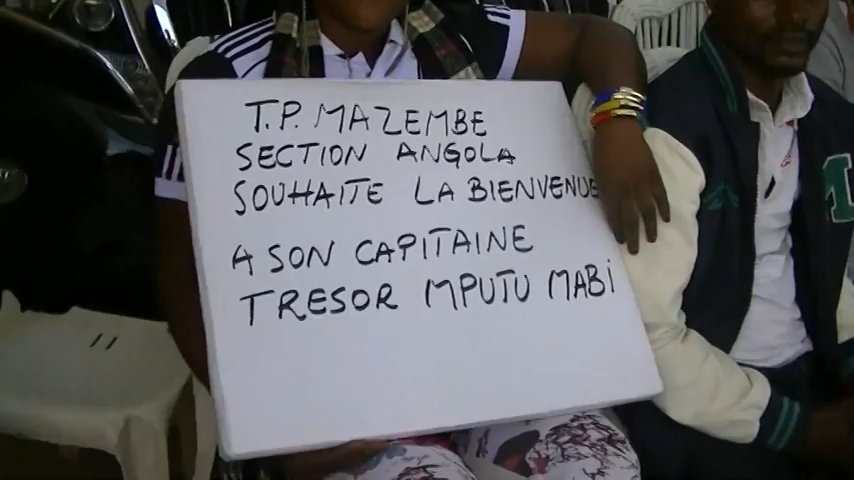 T.P. MAZEMBE
SECTION ANGOLA
SOUHAITE LA BIENVENUE
A SON CAPITAINE
TRESOR MPUTU MABI
M